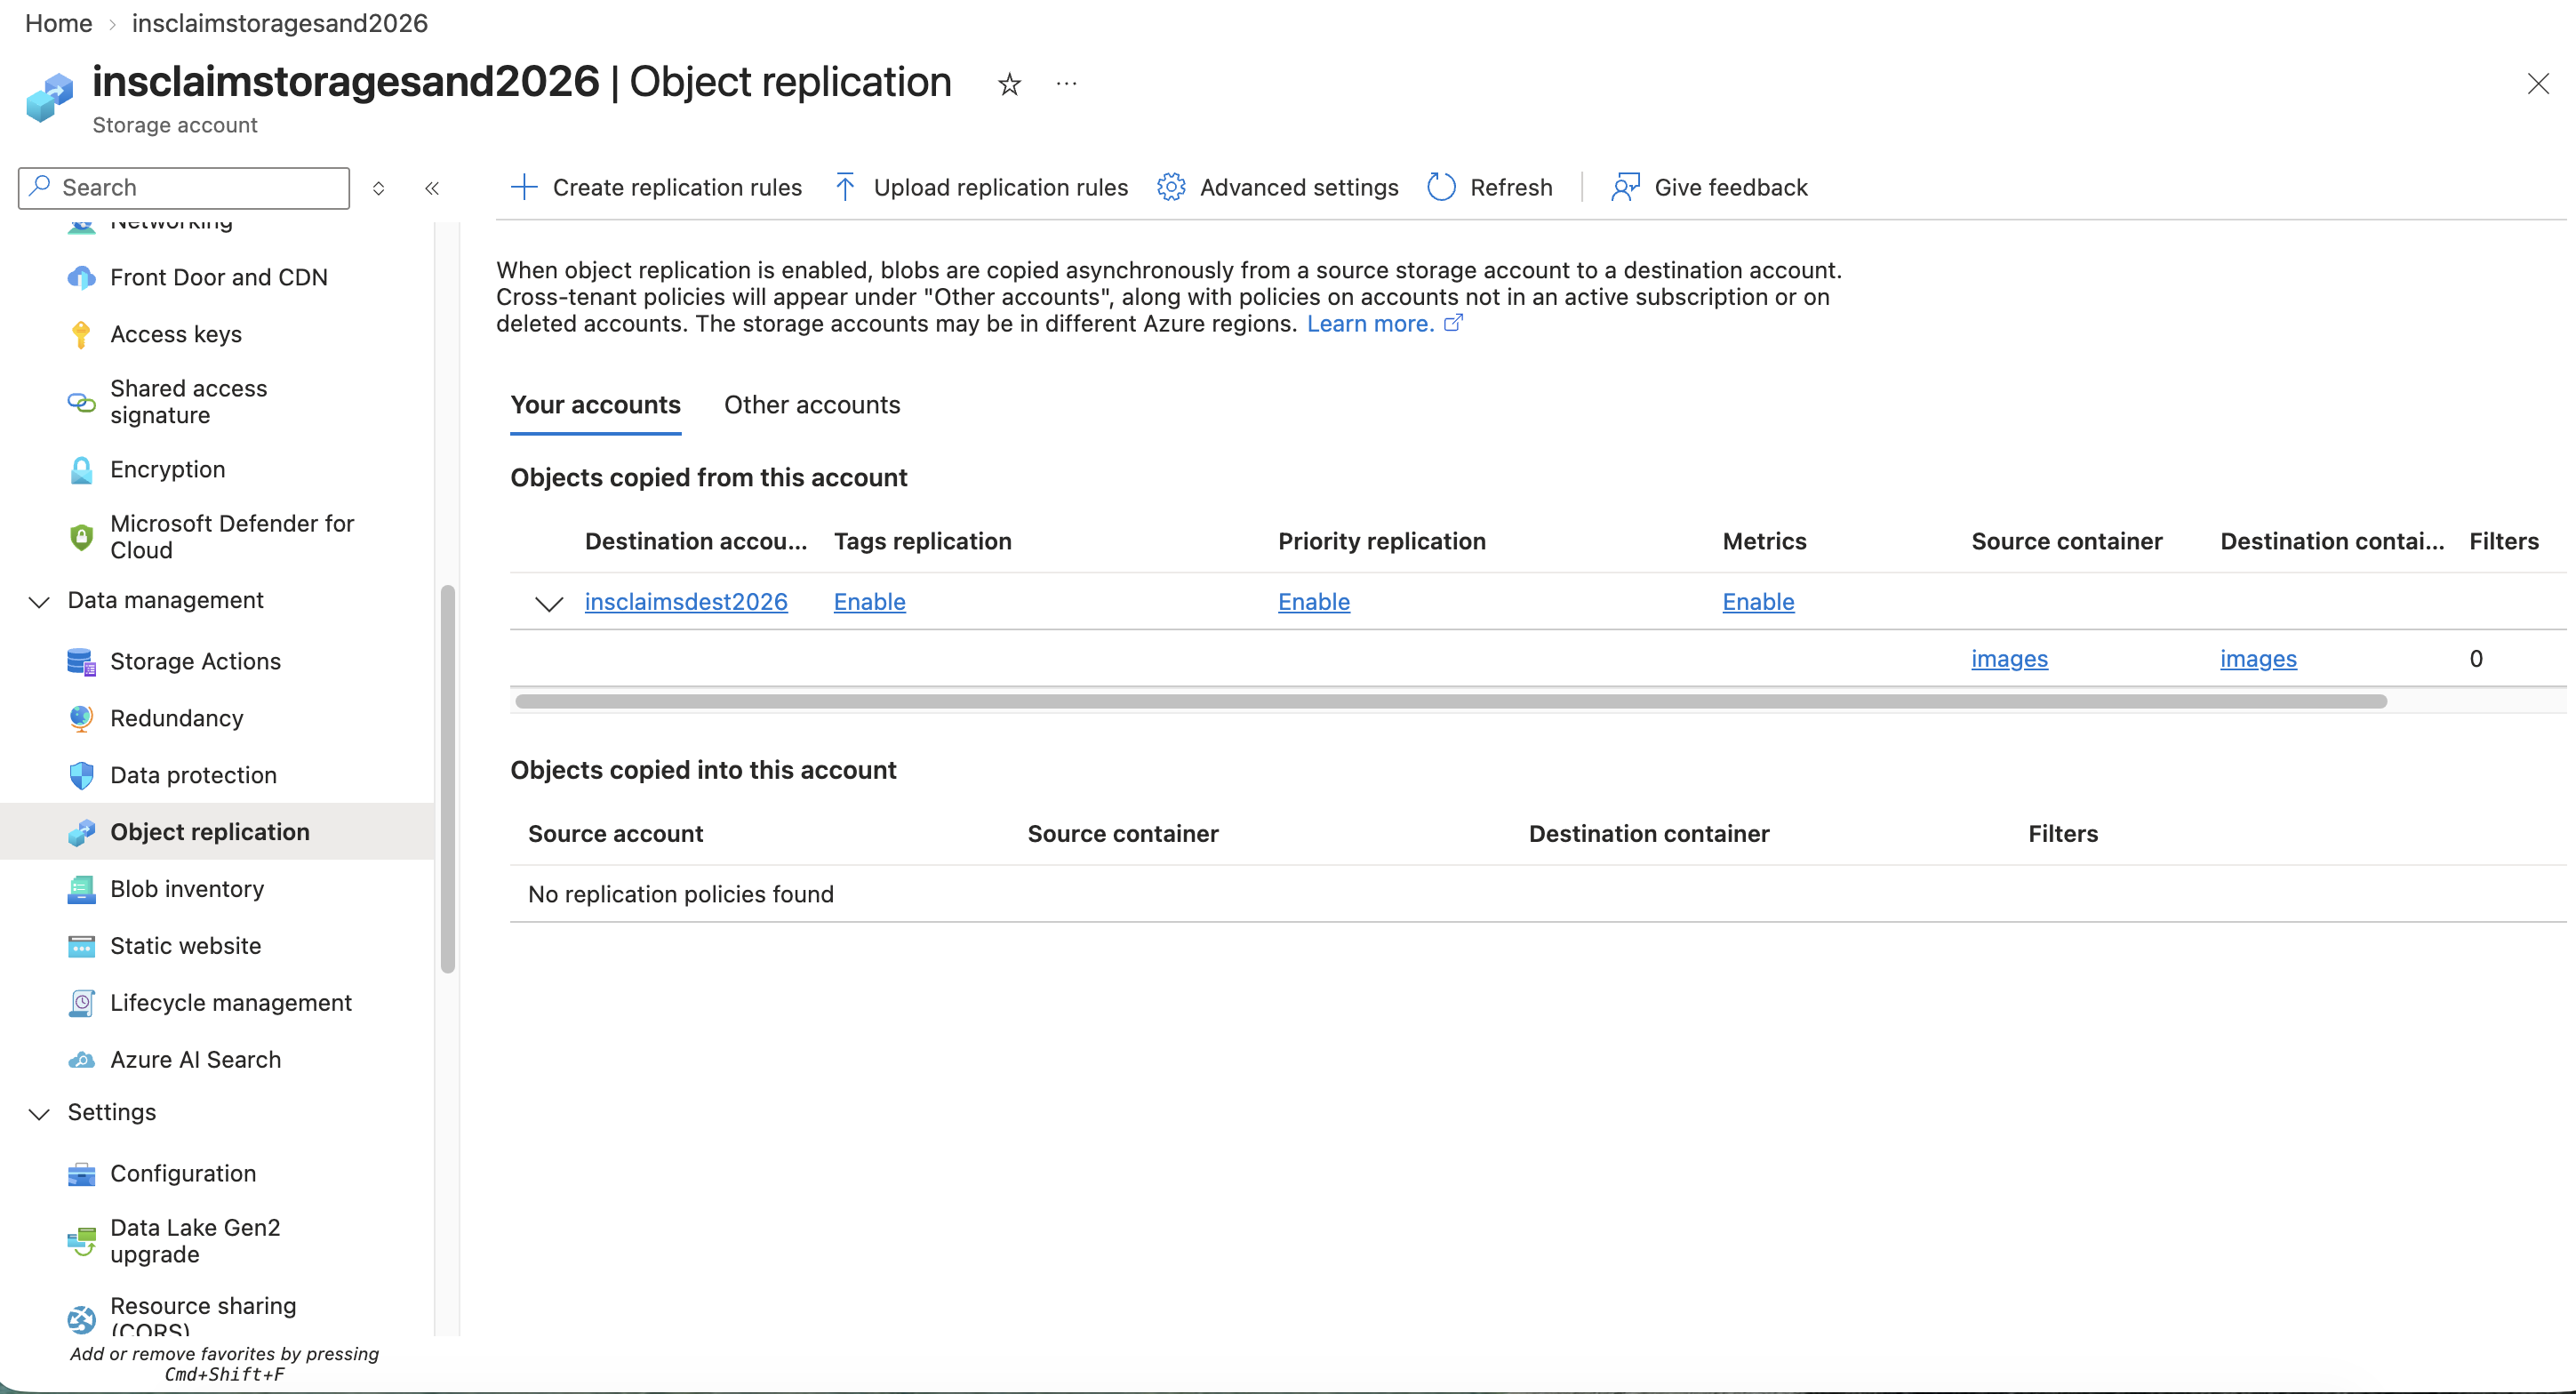 Home > insclaimstoragesand2026
insclaimstoragesand2026 | Object replication
Storage account
Search
Create replication rules
Upload replication rules
Advanced settings
Refresh
Give feedback
Networking
Front Door and CDN
Access keys
Shared access
signature
Encryption
Microsoft Defender for
Cloud
Data management
Storage Actions
Redundancy
Data protection
Object replication
Blob inventory
Static website
Lifecycle management
Azure AI Search
Settings
Configuration
Data Lake Gen2
upgrade
Resource sharing
(CORS)
Add or remove favorites by pressing
Cmd+Shift+F
When object replication is enabled, blobs are copied asynchronously from a source storage account to a destination account.
Cross-tenant policies will appear under "Other accounts", along with policies on accounts not in an active subscription or on
deleted accounts. The storage accounts may be in different Azure regions. Learn more.
Your accounts Other accounts
Objects copied from this account
Destination accou... Tags replication Priority replication Metrics Source container Destination contai... Filters
insclaimsdest2026 Enable Enable Enable
images images 0
Objects copied into this account
Source account Source container Destination container Filters
No replication policies found